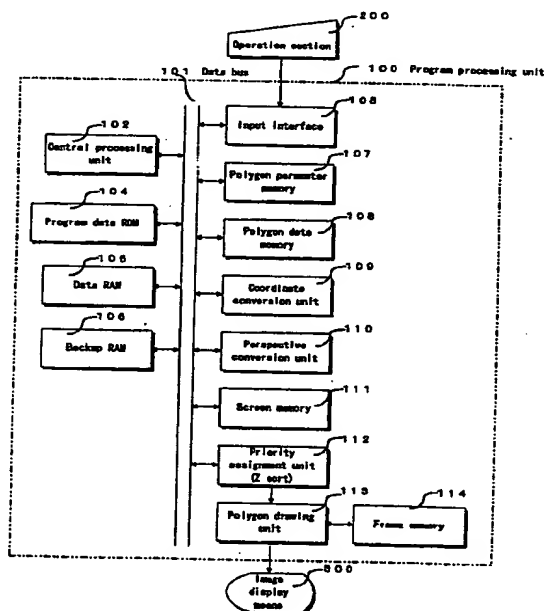 200
Operation section
101 Data bus
100 Program processing unit
103
Input interface
102
Central processing
unit
107
Polygon parameter
memory
104
Program data ROM
108
Polygon data
memory
105
Data RAM
109
Coordinate conversion
unit
106
Backup RAM
110
Perspective conversion
unit
111
Screen memory
112
Priority
assignment unit
(Z sort)
113
Polygon drawing
unit
114
Frame memory
300
Image
display
means